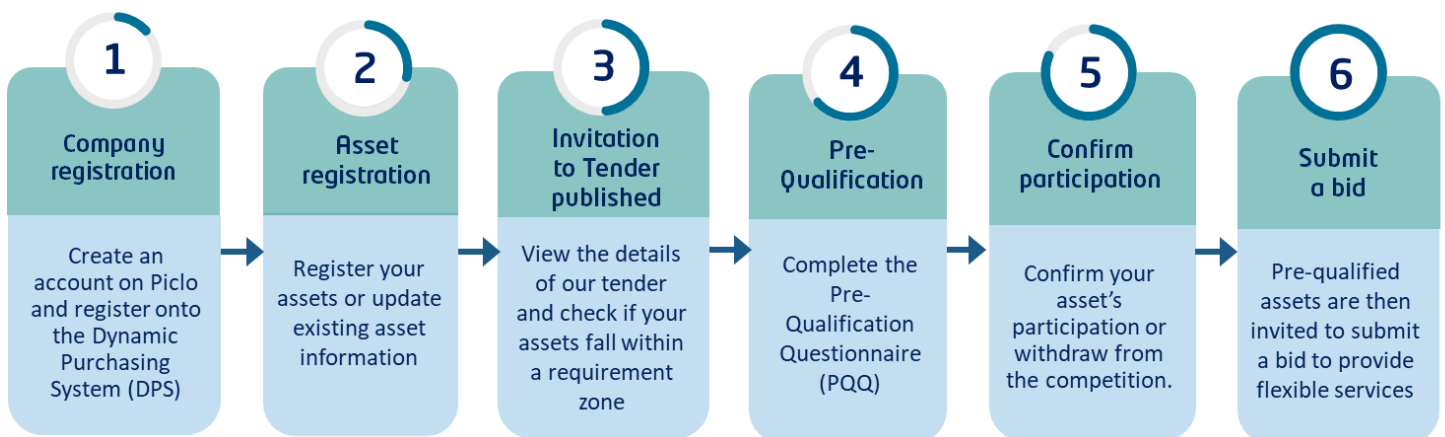 1
Company
registration
Create an
account on Piclo
and register onto
the Dynamic
Purchasing
System (DPS)
2
Asset
registration
Register your
assets or update
existing asset
information
3
Invitation
to Tender
published
View the details
of our tender
and check if your
assets fall within
a requirement
zone
4
Pre-
Qualification
Complete the
Pre-
Qualification
Questionnaire
(PQQ)
5
Confirm
participation
Confirm your
asset’s
participation or
withdraw from
the competition.
6
Submit
a bid
Pre-qualified
assets are then
invited to submit
a bid to provide
flexible services